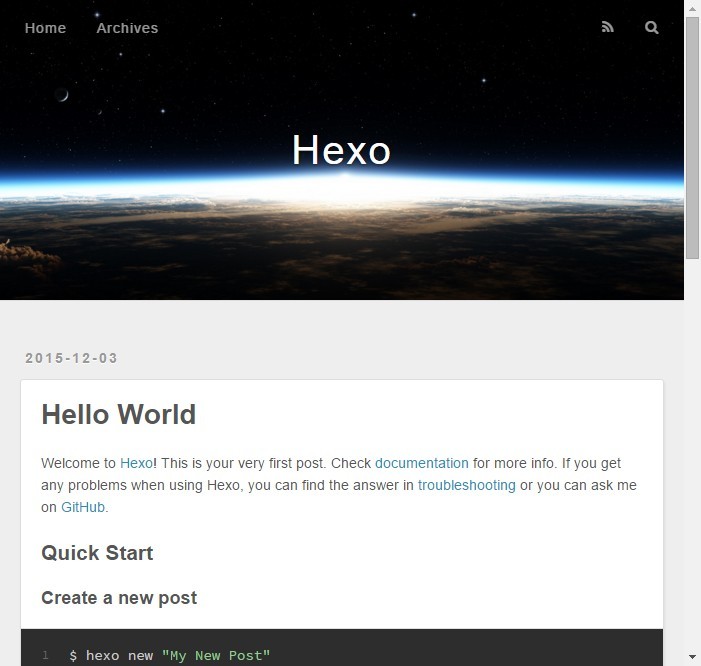 Home Archives
Hexo
2015-12-03
Hello World
Welcome to Hexo! This is your very first post. Check documentation for more info. If you get
any problems when using Hexo, you can find the answer in troubleshooting or you can ask me
on GitHub.
Quick Start
Create a new post
1 $ hexo new "My New Post"